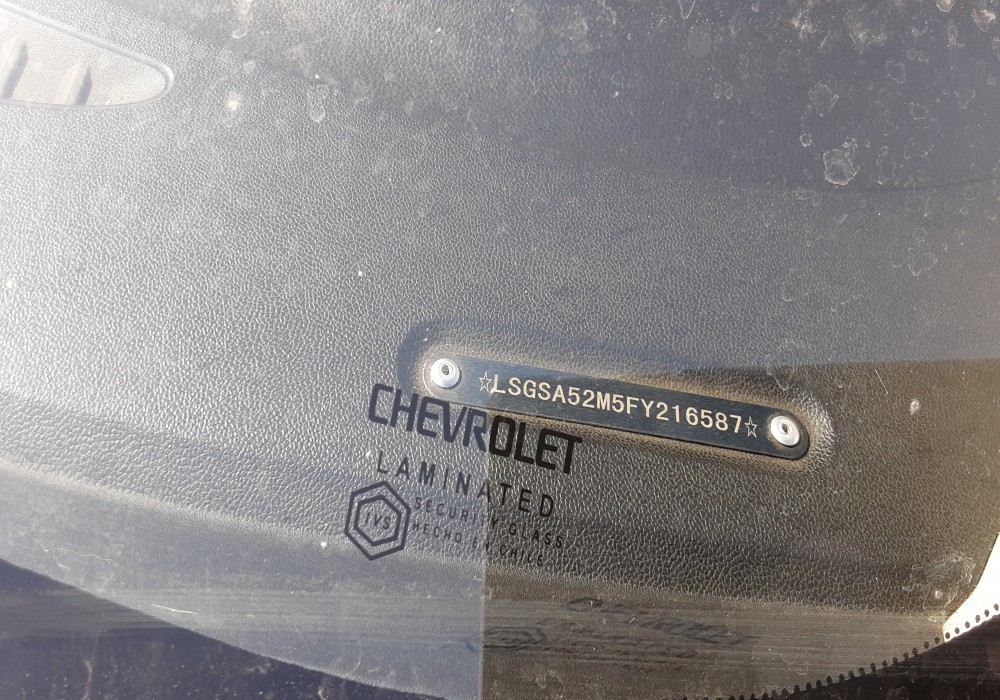 ☆LSGSA52M5FY216587☆
CHEVROLET
LAMINATED
SECURITY GLASS
IVS
HECHO EN CHILE